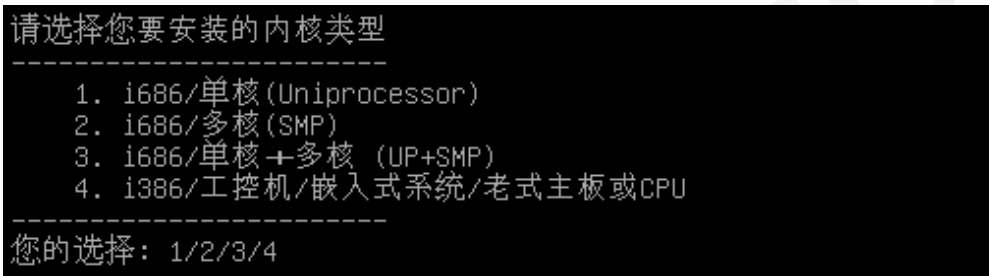 请选择您要安装的内核类型
-------------------------
1. i686/单核(Uniprocessor)
2. i686/多核(SMP)
3. i686/单核＋多核 (UP+SMP)
4. i386/工控机/嵌入式系统/老式主板或CPU
-------------------------
您的选择: 1/2/3/4